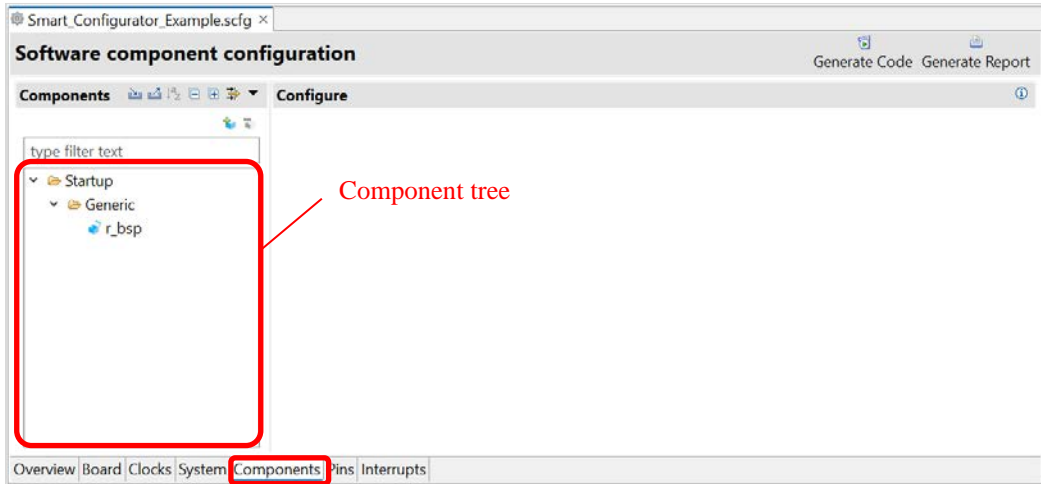 Smart_Configurator_Example.scfg ×
Software component configuration
Generate Code Generate Report
Components Configure
type filter text
Startup
Generic
r_bsp
Component tree
Overview Board Clocks System Components Pins Interrupts